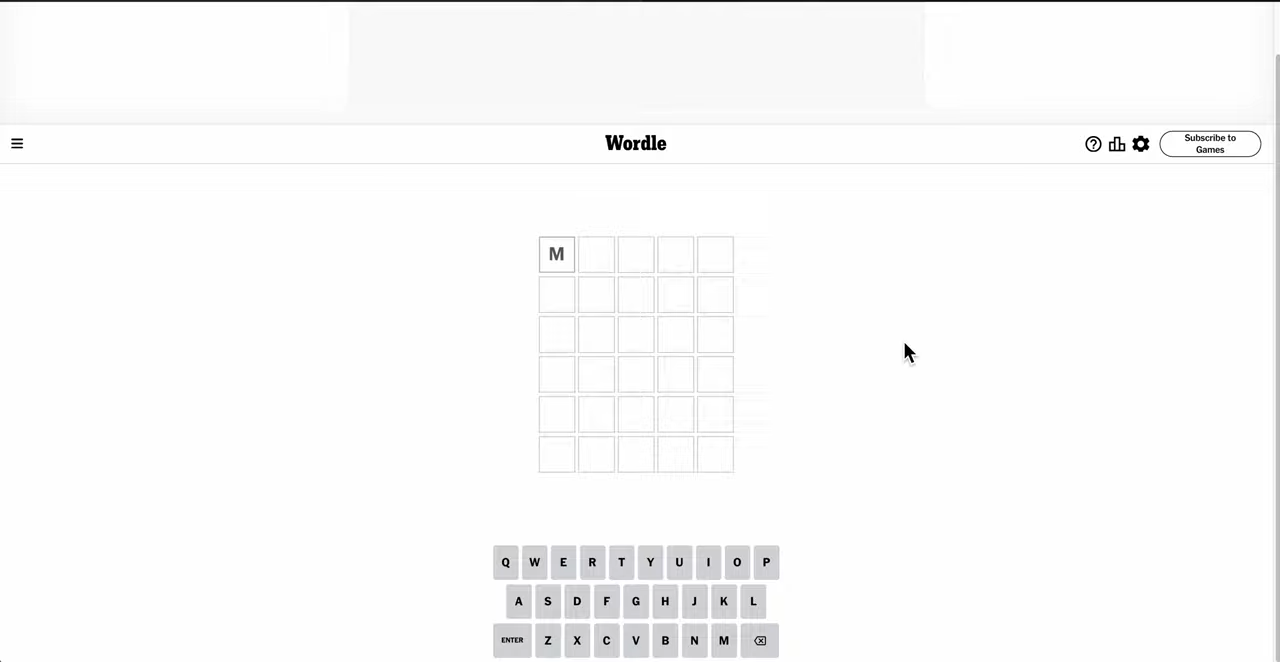 Wordle
Subscribe to
Games
M
Q W E R T Y U I O P
A S D F G H J K L
ENTER Z X C V B N M